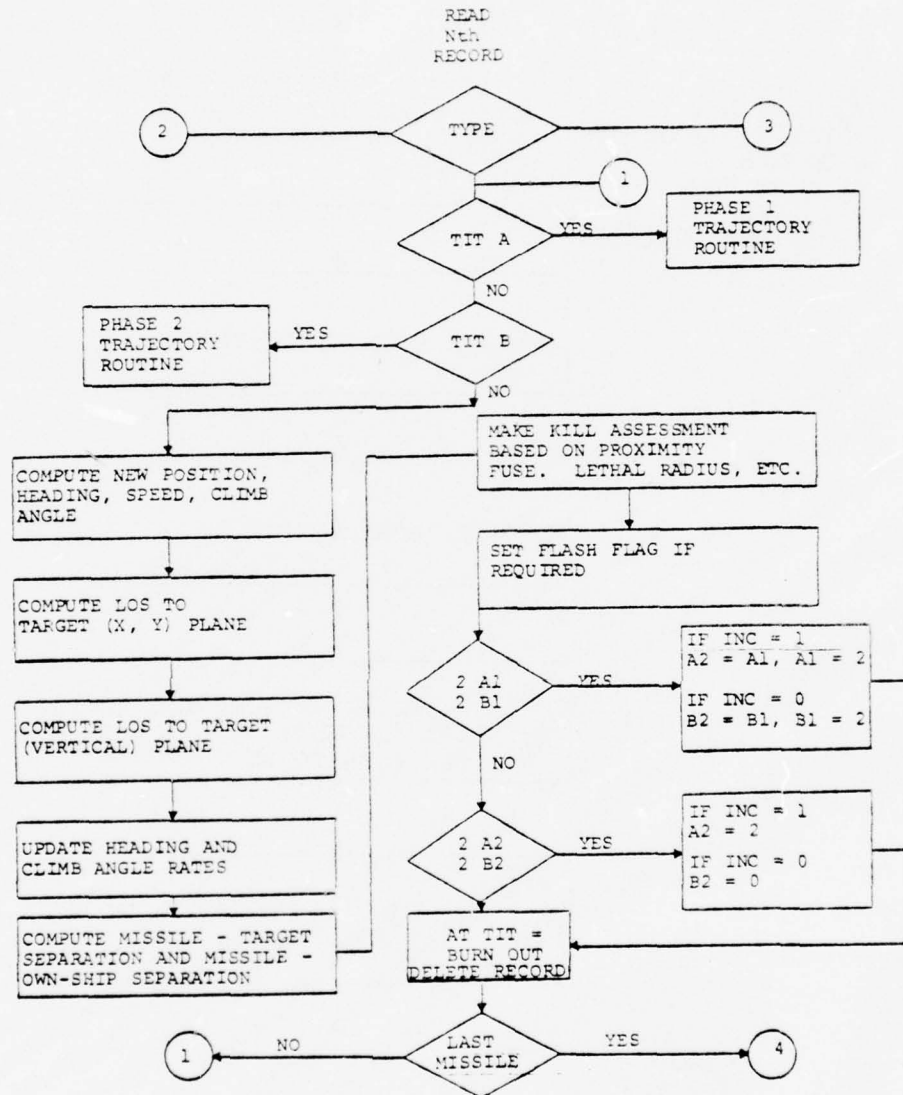 READ
Nth
RECORD
2
TYPE
3
1
TIT A
YES
PHASE 1
TRAJECTORY
ROUTINE
NO
PHASE 2
TRAJECTORY
ROUTINE
YES
TIT B
NO
COMPUTE NEW POSITION,
HEADING, SPEED, CLIMB
ANGLE
COMPUTE LOS TO
TARGET (X, Y) PLANE
COMPUTE LOS TO TARGET
(VERTICAL) PLANE
UPDATE HEADING AND
CLIMB ANGLE RATES
COMPUTE MISSILE - TARGET
SEPARATION AND MISSILE -
OWN-SHIP SEPARATION
MAKE KILL ASSESSMENT
BASED ON PROXIMITY
FUSE. LETHAL RADIUS, ETC.
SET FLASH FLAG IF
REQUIRED
2 A1
2 B1
YES
IF INC = 1
A2 = A1, A1 = 2
IF INC = 0
B2 = B1, B1 = 2
NO
2 A2
2 B2
YES
IF INC = 1
A2 = 2
IF INC = 0
B2 = 0
AT TIT =
BURN OUT
DELETE RECORD
1
NO
LAST
MISSILE
YES
4